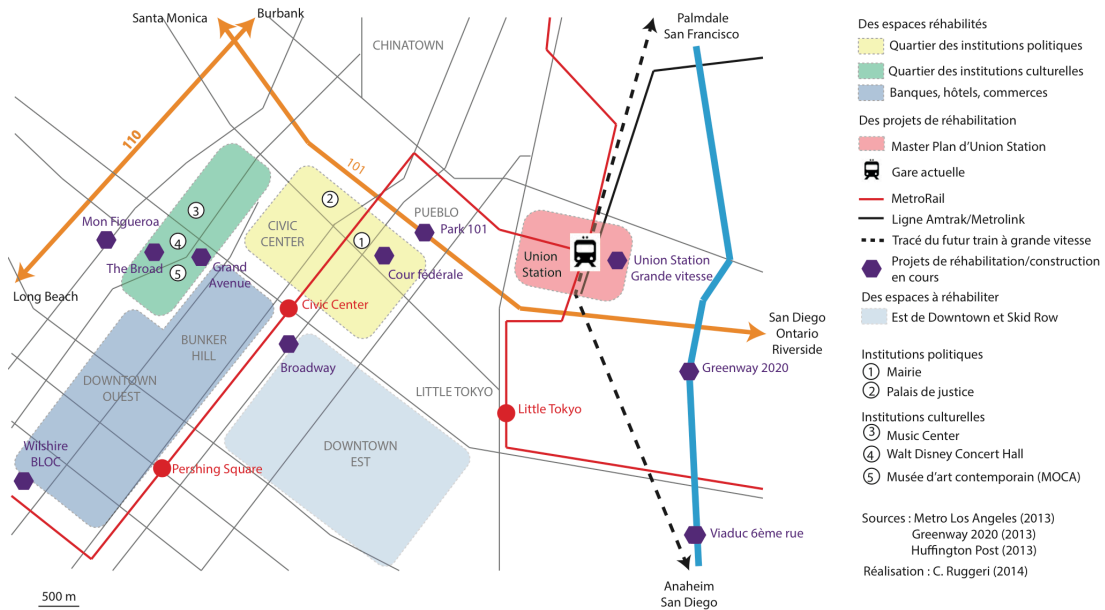 Santa Monica
Burbank
CHINATOWN
Palmdale
San Francisco
110
101
Mon Figueroa
The Broad
Grand
Avenue
3
4
5
CIVIC
CENTER
2
1
Cour fédérale
PUEBLO
Park 101
Union
Station
Union Station
Grande vitesse
Long Beach
Civic Center
BUNKER
HILL
Broadway
DOWNTOWN
OUEST
LITTLE TOKYO
Little Tokyo
San Diego
Ontario
Riverside
Greenway 2020
Wilshire
BLOC
Pershing Square
DOWNTOWN
EST
Viaduc 6ème rue
Anaheim
San Diego
500 m
Des espaces réhabilités
Quartier des institutions politiques
Quartier des institutions culturelles
Banques, hôtels, commerces
Des projets de réhabilitation
Master Plan d'Union Station
Gare actuelle
MetroRail
Ligne Amtrak/Metrolink
Tracé du futur train à grande vitesse
Projets de réhabilitation/construction
en cours
Des espaces à réhabiliter
Est de Downtown et Skid Row
Institutions politiques
1 Mairie
2 Palais de justice
Institutions culturelles
3 Music Center
4 Walt Disney Concert Hall
5 Musée d'art contemporain (MOCA)
Sources : Metro Los Angeles (2013)
Greenway 2020 (2013)
Huffington Post (2013)
Réalisation : C. Ruggeri (2014)